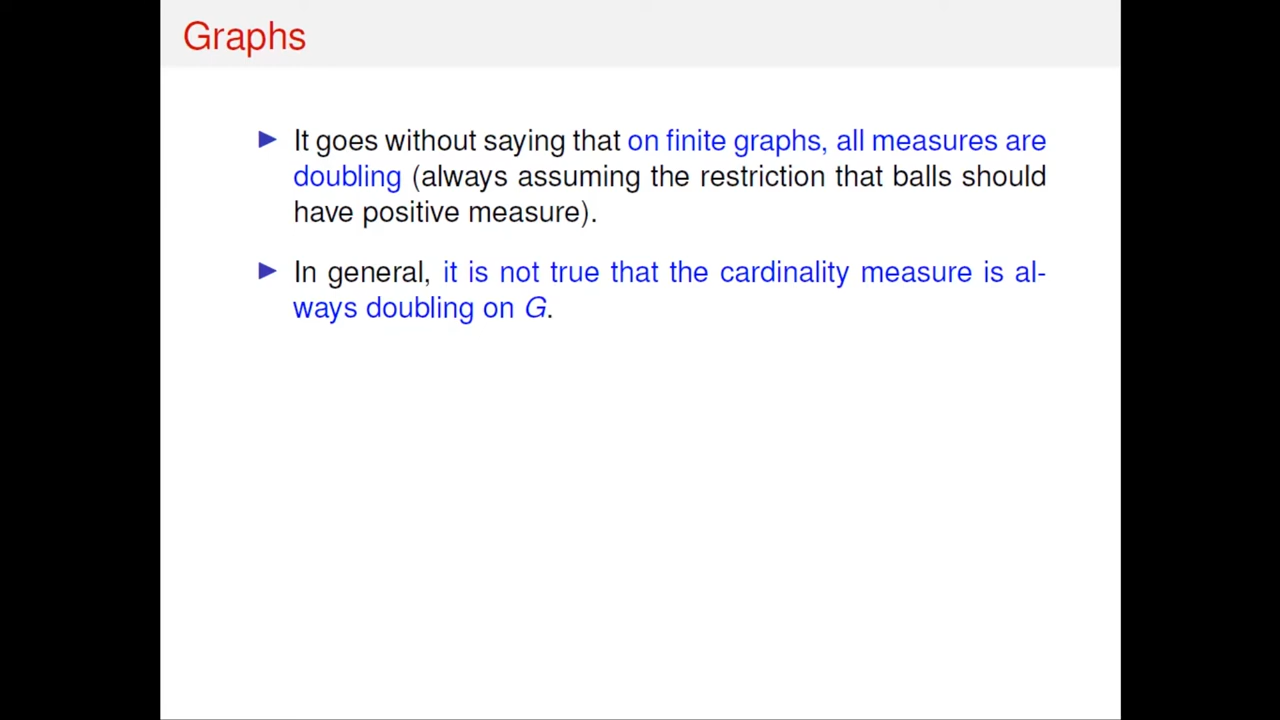 Graphs
▶ It goes without saying that on finite graphs, all measures are
doubling (always assuming the restriction that balls should
have positive measure).
▶ In general, it is not true that the cardinality measure is al-
ways doubling on G.